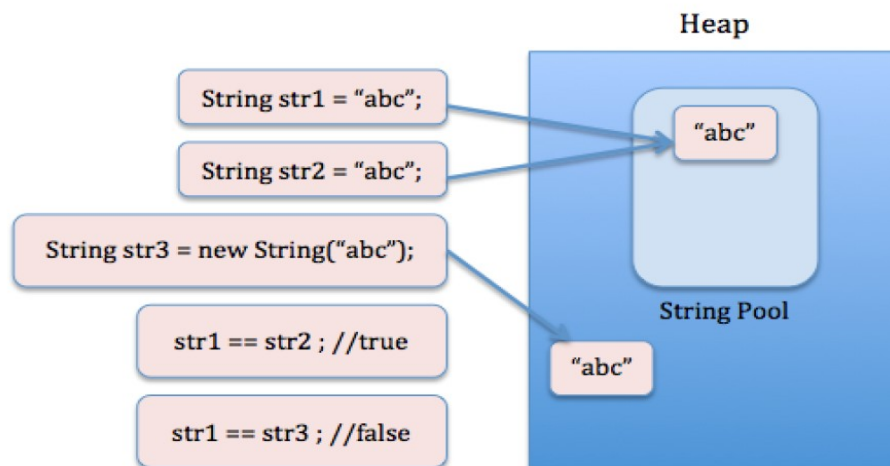 Heap
String str1 = “abc”;
“abc”
String str2 = “abc”;
String str3 = new String(“abc”);
String Pool
str1 == str2 ; //true
“abc”
str1 == str3 ; //false